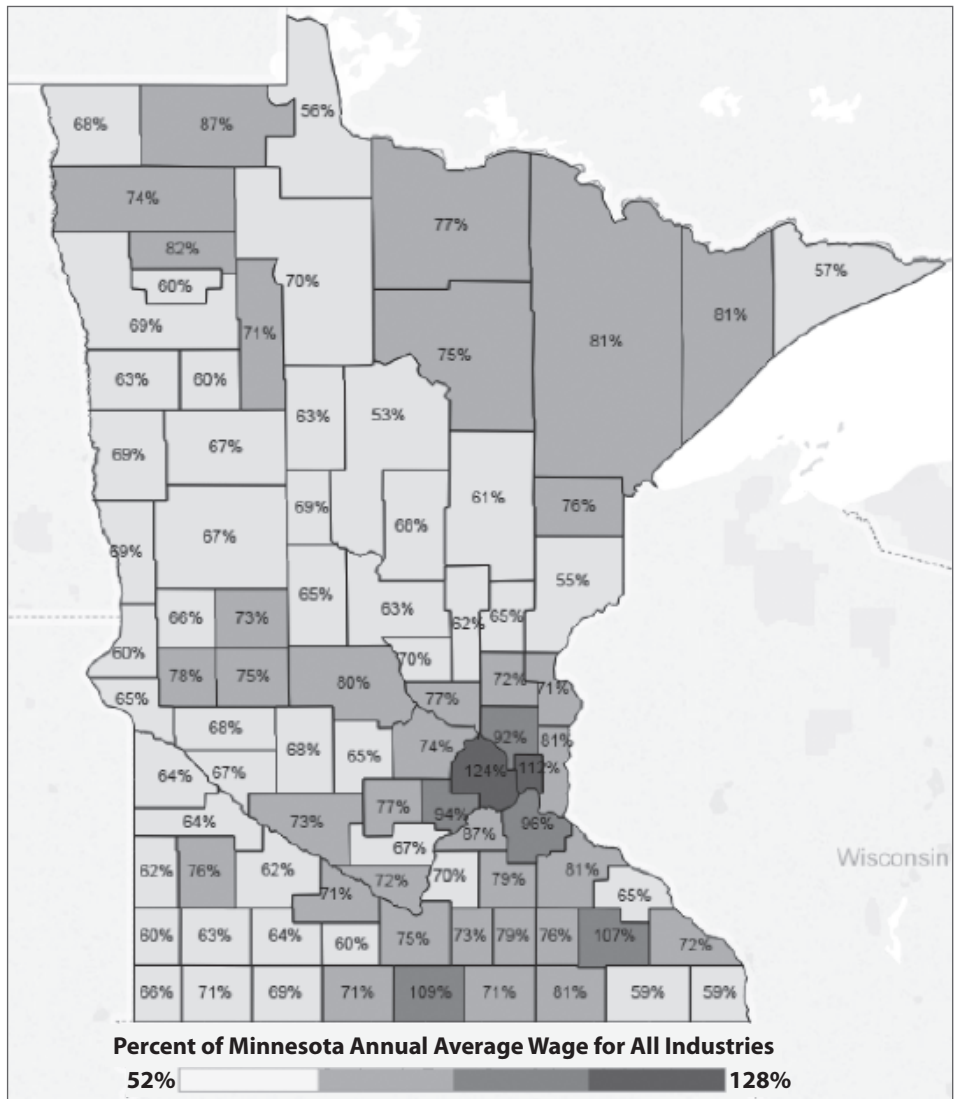 56%
68% 87%
74%
77%
82%
57%
60% 70%
69% 71% 81% 81%
75%
63% 60%
63% 53%
69% 67%
61%
69% 76%
67%
69%
55%
65%
66% 73% 63% 62% 65%
60% 70%
78% 75% 80% 72% 71%
65% 77%
68% 68% 65% 74% 92% 81%
64% 67% 124% 112%
77% 94% 96%
64% 73% 87%
67%
62% 76% 62% 72% 70% 79% 81%
71% 65%
60% 63% 64% 60% 75% 73% 79% 76% 107% 72%
66% 71% 69% 71% 109% 71% 81% 59% 59%
Wisconsin
Percent of Minnesota Annual Average Wage for All Industries
52% 128%